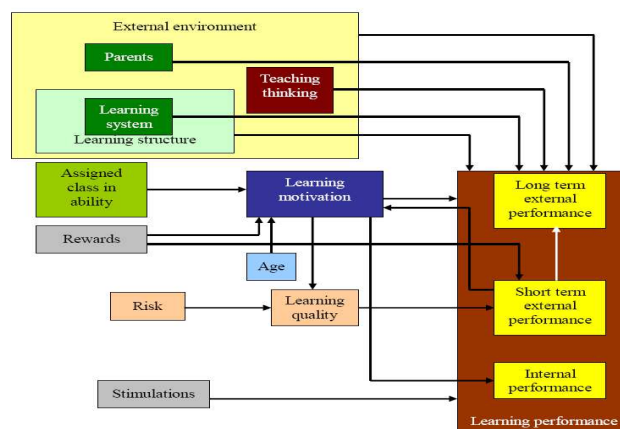 External environment
Parents
Teaching
thinking
Learning
system
Learning structure
Assigned
class in
ability
Learning
motivation
Long term
external
performance
Rewards
Age
Risk
Learning
quality
Short term
external
performance
Internal
performance
Stimulations
Learning performance